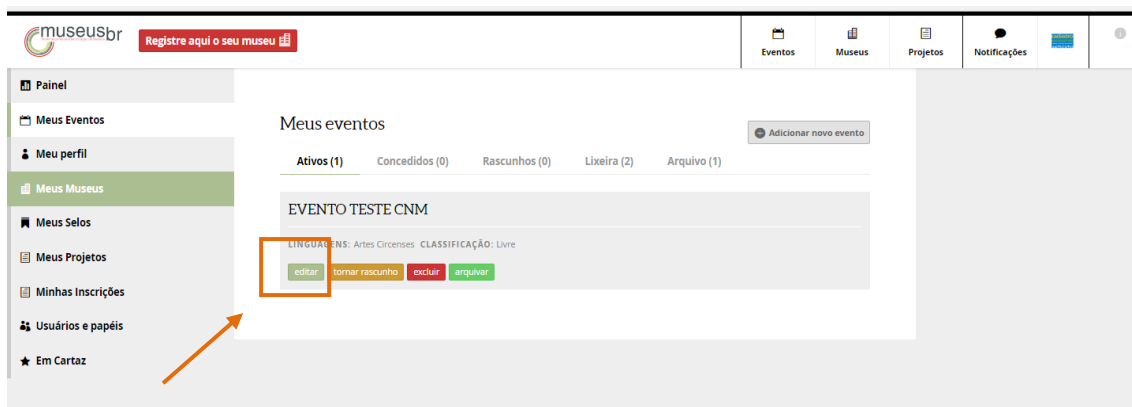 museusbr
Registre aqui o seu museu
Eventos
Museus
Projetos
Notificações
Painel
Meus Eventos
Meu perfil
Meus Museus
Meus Selos
Meus Projetos
Minhas Inscrições
Usuários e papéis
Em Cartaz
Meus eventos
Adicionar novo evento
Ativos (1) Concedidos (0) Rascunhos (0) Lixeira (2) Arquivo (1)
EVENTO TESTE CNM
LINGUAGENS: Artes Circenses CLASSIFICAÇÃO: Livre
editar tornar rascunho excluir arquivar